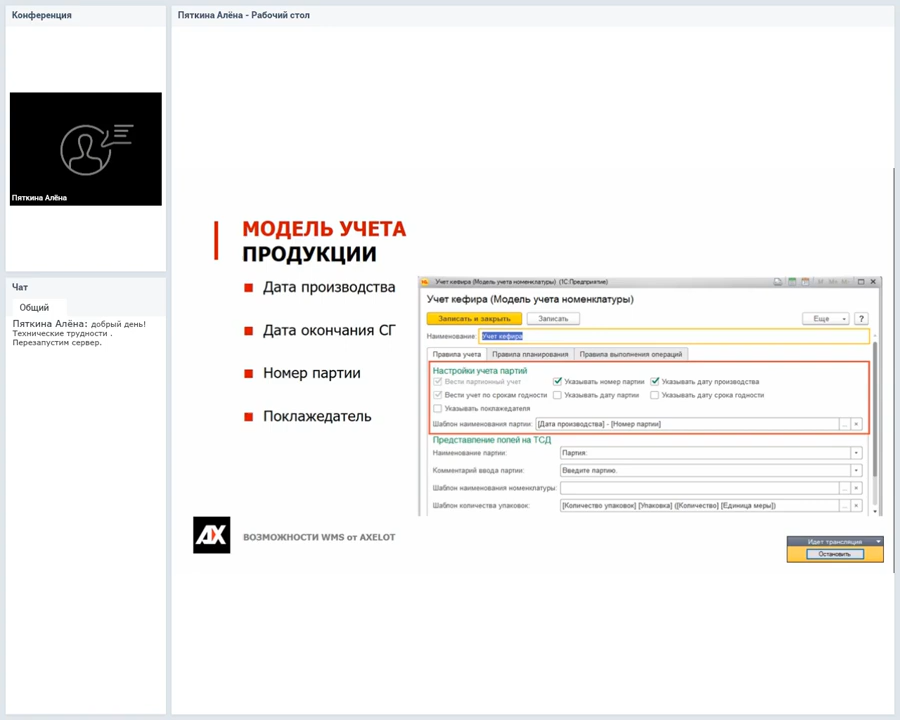 Конференция
Пяткина Алёна
Чат
Общий
Пяткина Алёна: добрый день!
Технические трудности .
Перезапустим сервер.
Пяткина Алёна - Рабочий стол
МОДЕЛЬ УЧЕТА
ПРОДУКЦИИ
Дата производства
Дата окончания СГ
Номер партии
Поклажедатель
Учет кевира (Модель учета номенклатуры) (1С:Предприятие)
Учет кефира (Модель учета номенклатуры)
Записать и закрыть Записать Еще ?
Наименование: Учет кефира
Правила учета Правила планирования Правила выполнения операций
Настройки учета партий
Вести партионный учет Указывать номер партии Указывать дату производства
Вести учет по срокам годности Указывать дату партии Указывать дату срока годности
Указывать поклажедателя
Шаблон наименования партии: [Дата производства] - [Номер партии] ...
Представление полей на ТСД
Наименование партии: Партия:
Комментарий ввода партии: Введите партию.
Шаблон наименования номенклатуры: ...
Шаблон количества упаковок: [Количество упаковок] [Упаковка] ([Количество] [Единица меры]) ...
AX
ВОЗМОЖНОСТИ WMS от AXELOT
Идет трансляция
Остановить